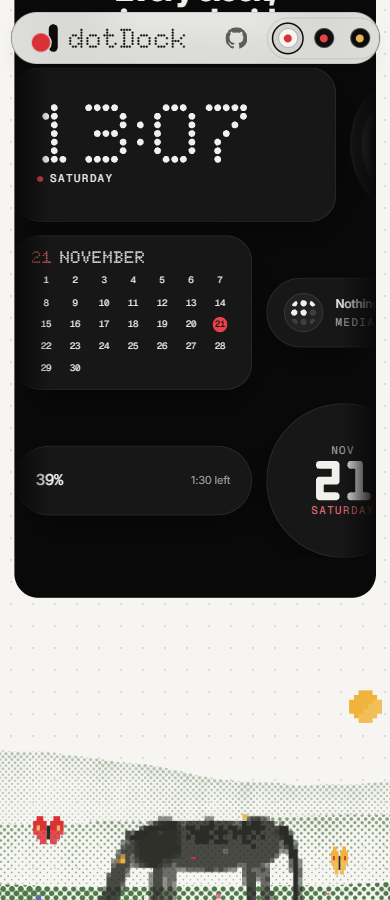 dotDock
13:07
SATURDAY
21 NOVEMBER
1 2 3 4 5 6 7
8 9 10 11 12 13 14
15 16 17 18 19 20 21
22 23 24 25 26 27 28
29 30
39%
1:30 left
NOV
21
SATURDAY